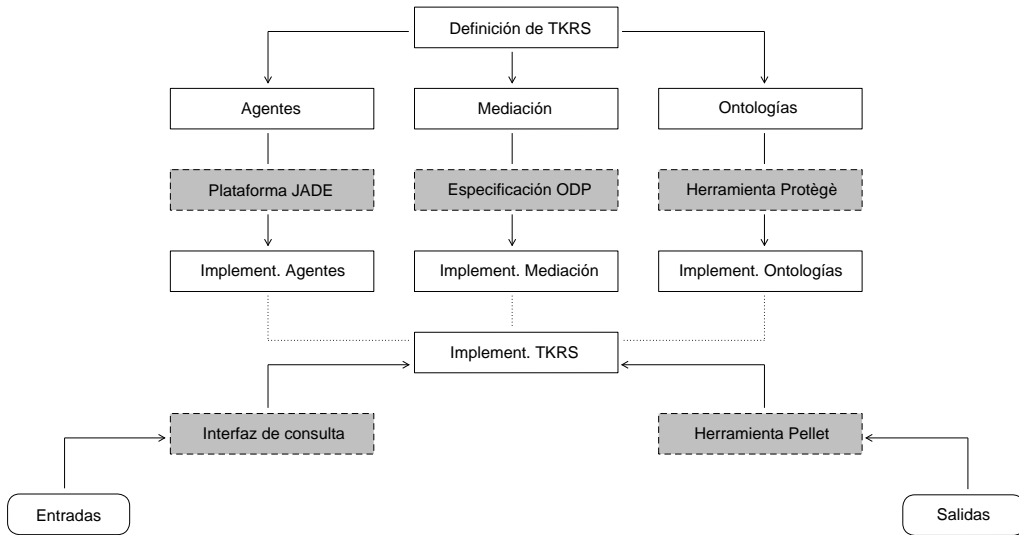 Definición de TKRS
Agentes
Mediación
Ontologías
Plataforma JADE
Especificación ODP
Herramienta Protègè
Implement. Agentes
Implement. Mediación
Implement. Ontologías
Implement. TKRS
Interfaz de consulta
Herramienta Pellet
Entradas
Salidas